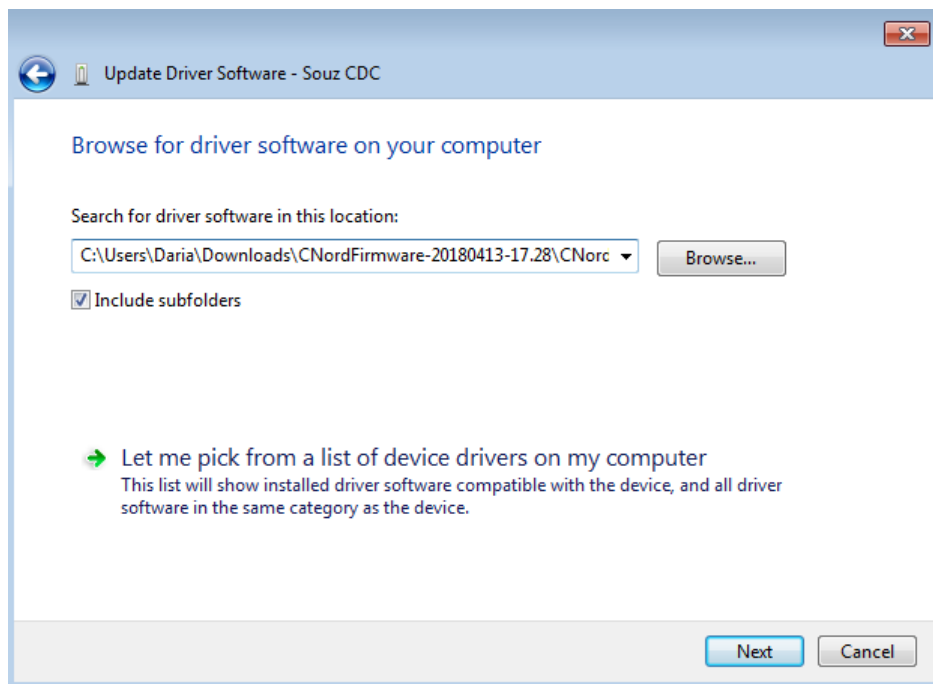 Update Driver Software - Souz CDC
Browse for driver software on your computer
Search for driver software in this location:
C:\Users\Daria\Downloads\CNordFirmware-20180413-17.28\CNorc
Browse...
Include subfolders
Let me pick from a list of device drivers on my computer
This list will show installed driver software compatible with the device, and all driver
software in the same category as the device.
Next
Cancel